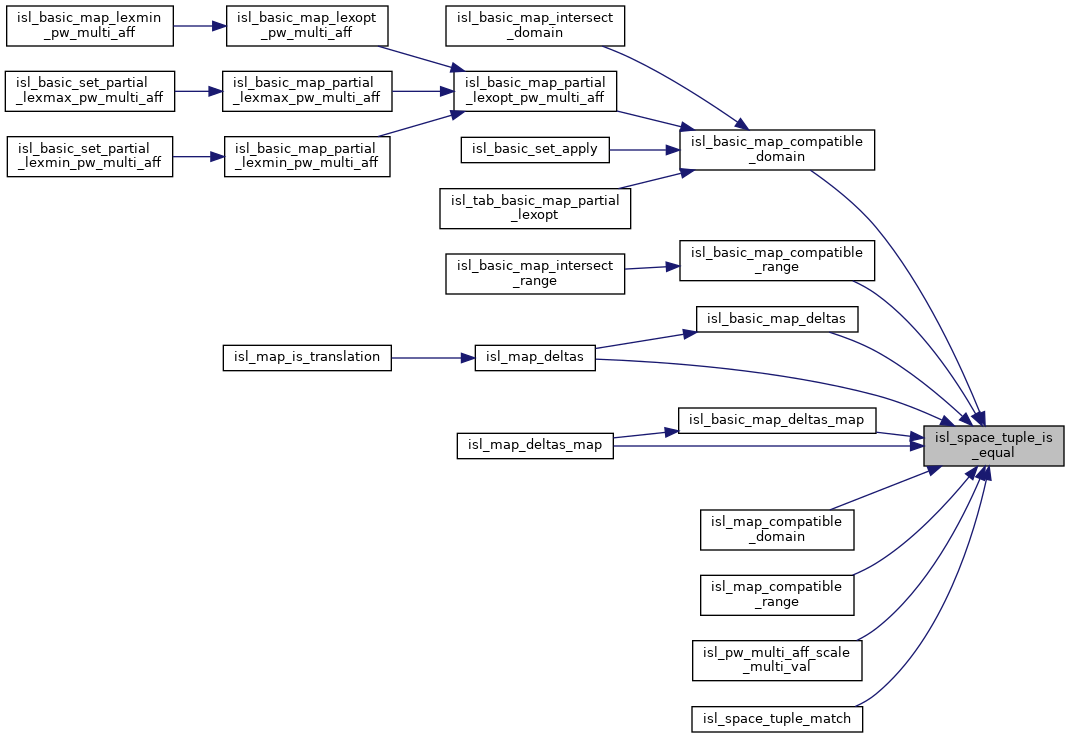 isl_basic_map_lexmin
_pw_multi_aff
isl_basic_map_lexopt
_pw_multi_aff
isl_basic_map_intersect
_domain
isl_basic_set_partial
_lexmax_pw_multi_aff
isl_basic_map_partial
_lexmax_pw_multi_aff
isl_basic_map_partial
_lexopt_pw_multi_aff
isl_basic_set_partial
_lexmin_pw_multi_aff
isl_basic_map_partial
_lexmin_pw_multi_aff
isl_basic_set_apply
isl_basic_map_compatible
_domain
isl_tab_basic_map_partial
_lexopt
isl_basic_map_intersect
_range
isl_basic_map_compatible
_range
isl_basic_map_deltas
isl_map_is_translation
isl_map_deltas
isl_basic_map_deltas_map
isl_map_deltas_map
isl_space_tuple_is
_equal
isl_map_compatible
_domain
isl_map_compatible
_range
isl_pw_multi_aff_scale
_multi_val
isl_space_tuple_match